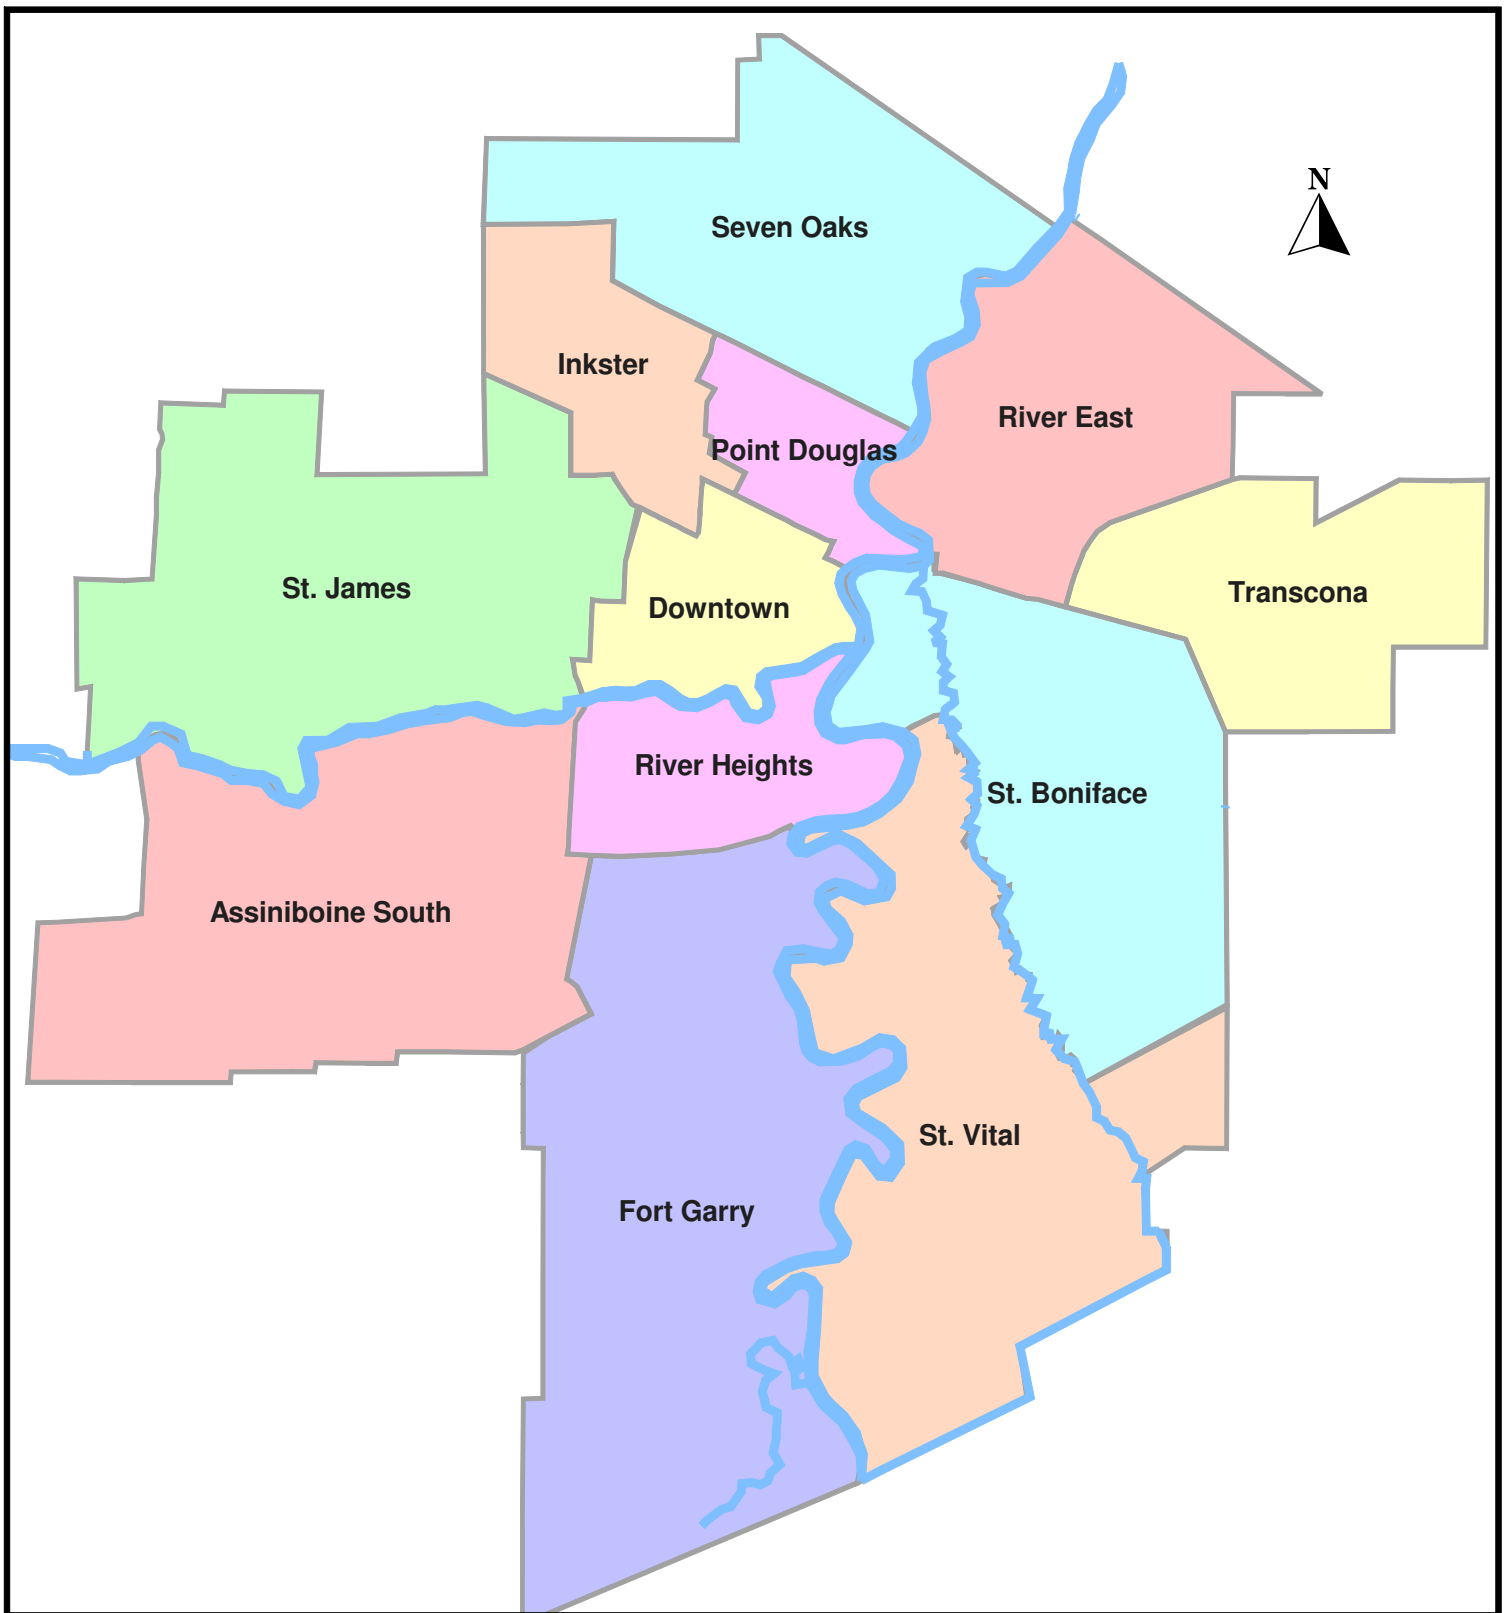 N
Seven Oaks
Inkster
River East
Point Douglas
St. James
Transcona
Downtown
River Heights
St. Boniface
Assiniboine South
St. Vital
Fort Garry